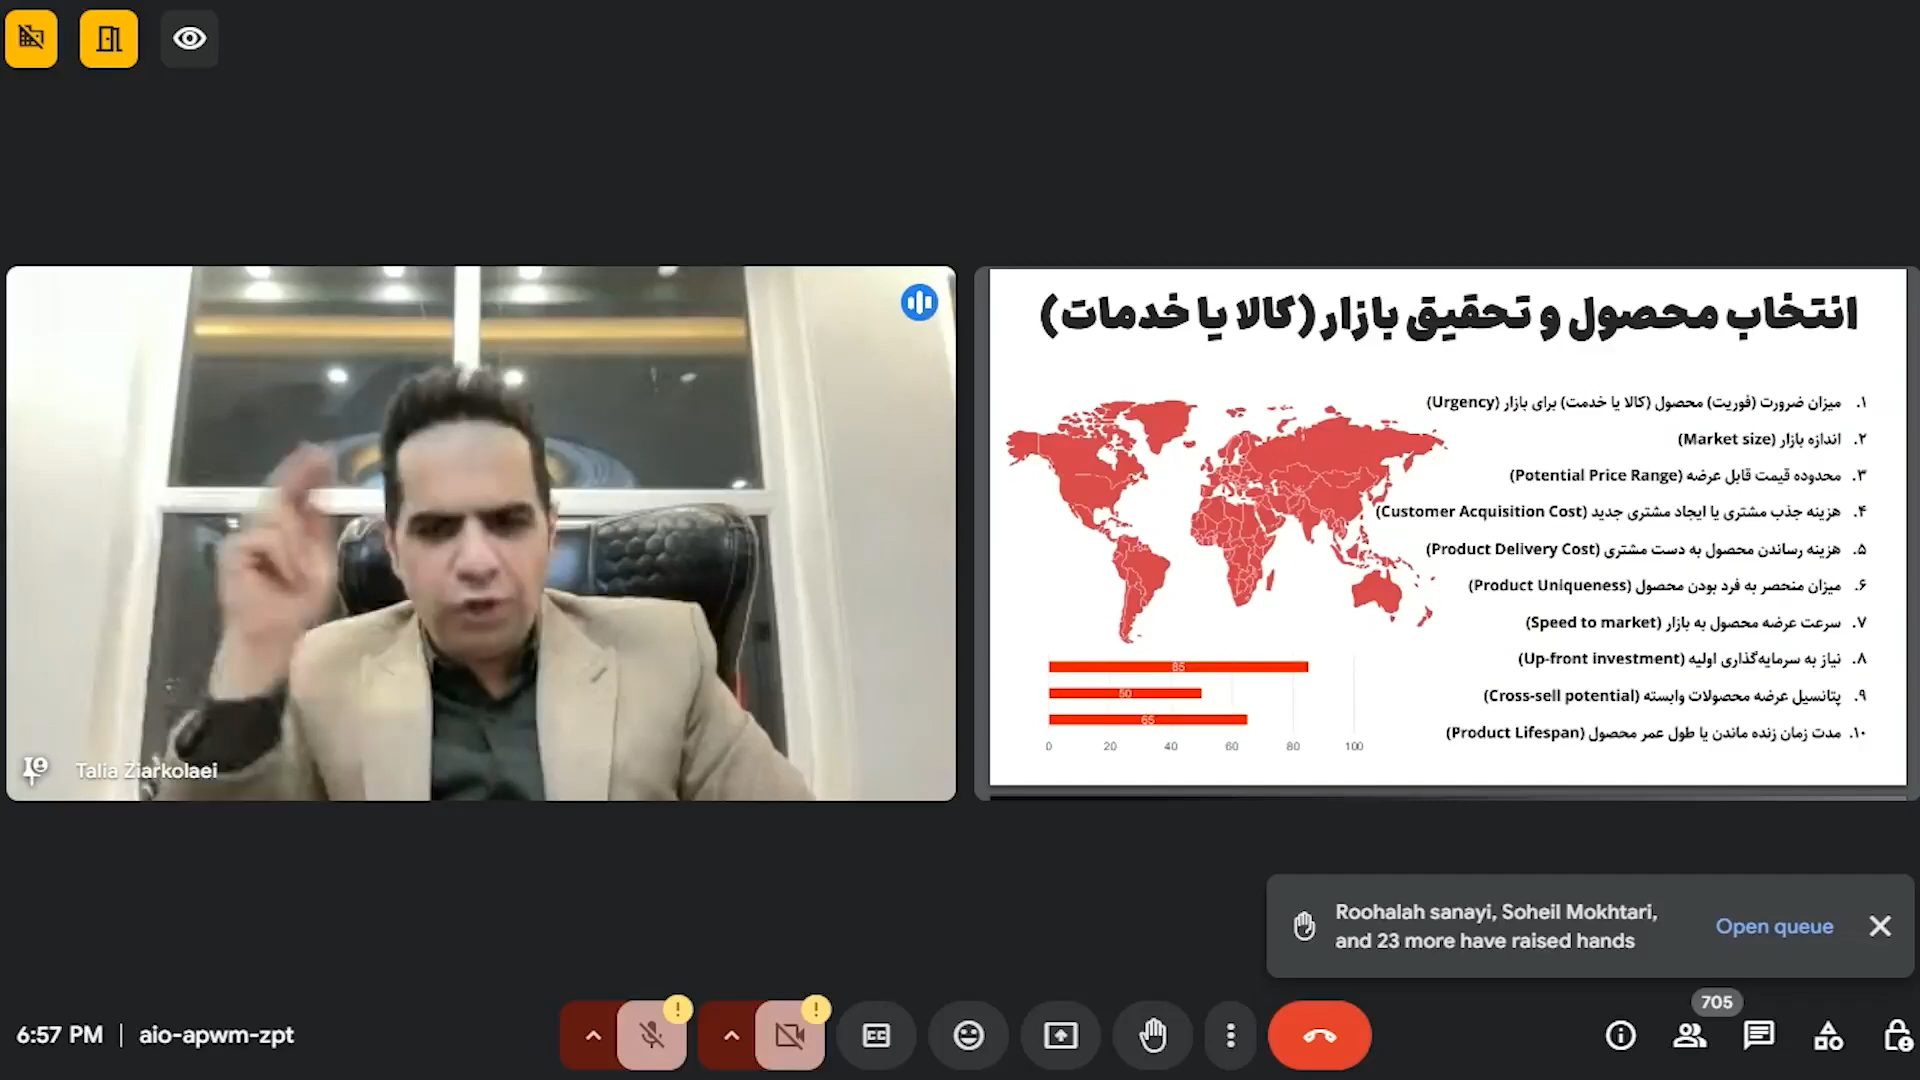 انتخاب محصول و تحقیق بازار (کالا یا خدمات)
۱. میزان ضرورت (فوریت) محصول (کالا یا خدمت) برای بازار (Urgency)
۲. اندازه بازار (Market size)
۳. محدوده قیمت قابل عرضه (Potential Price Range)
۴. هزینه جذب مشتری یا ایجاد مشتری جدید (Customer Acquisition Cost)
۵. هزینه رساندن محصول به دست مشتری (Product Delivery Cost)
۶. میزان منحصر به فرد بودن محصول (Product Uniqueness)
۷. سرعت عرضه محصول به بازار (Speed to market)
۸. نیاز به سرمایه‌گذاری اولیه (Up-front investment)
۹. پتانسیل عرضه محصولات وابسته (Cross-sell potential)
۱۰. مدت زمان زنده ماندن یا طول عمر محصول (Product Lifespan)
85
50
65
0 20 40 60 80 100
Talia Ziarkolaei
Roohalah sanayi, Soheil Mokhtari,
and 23 more have raised hands
Open queue
705
6:57 PM | aio-apwm-zpt